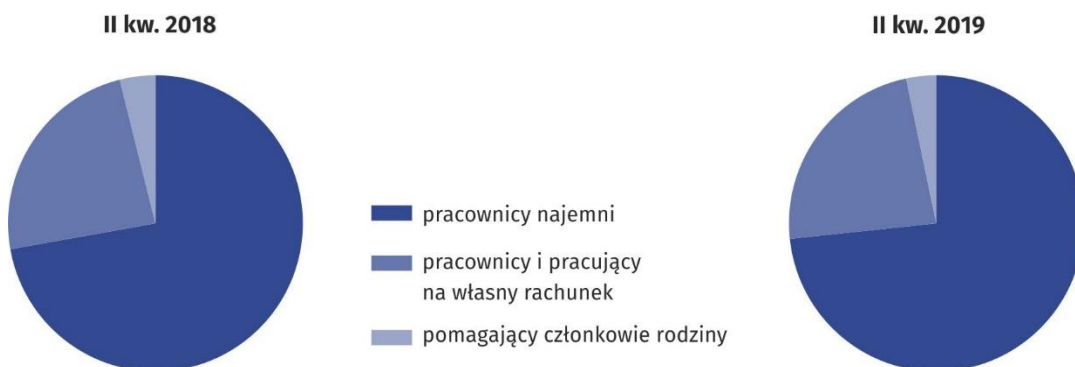 II kw. 2018
II kw. 2019
pracownicy najemni
pracownicy i pracujący
na własny rachunek
pomagający członkowie rodziny